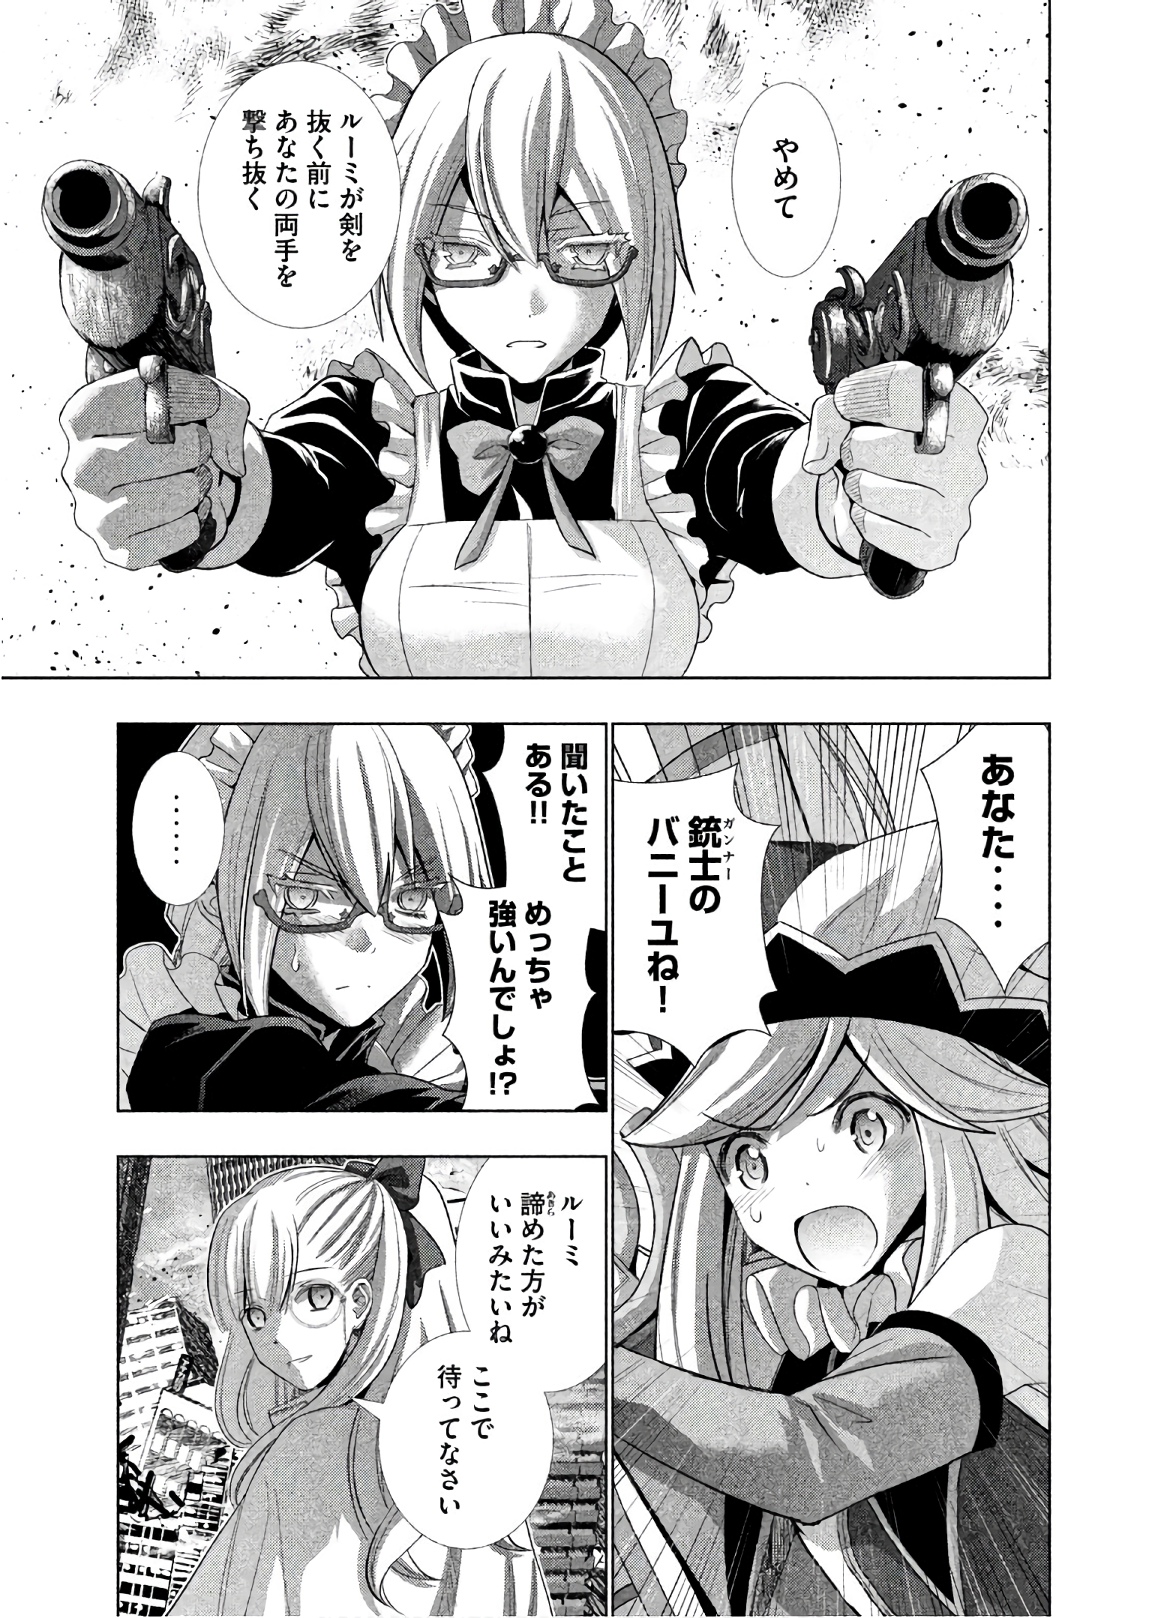 やめて
ルーミが剣を
抜く前に
あなたの両手を
撃ち抜く
あなた‥‥
銃士の
ガンナー
バニーユね！
聞いたこと
ある!!
めっちゃ
強いんでしょ!?
‥‥‥
ルーミ
諦めた方が
あきら
いいみたいね
ここで
待ってなさい